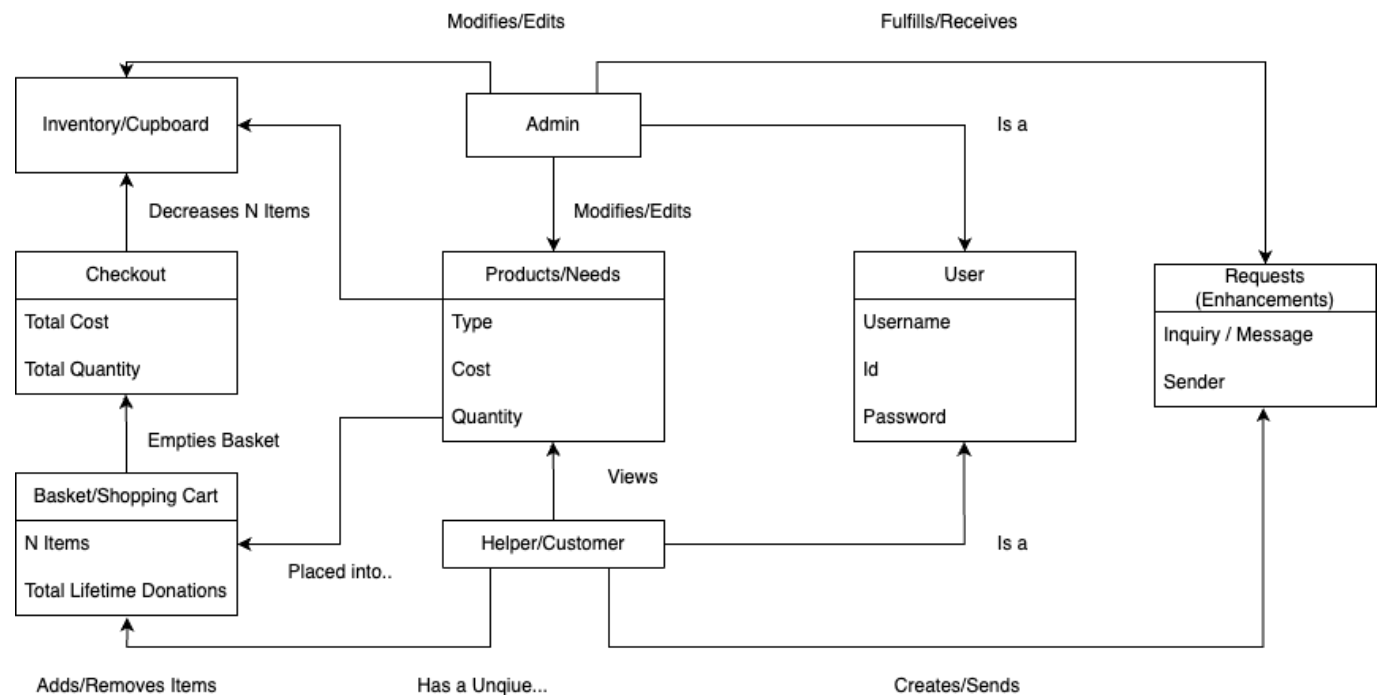 Modifies/Edits
Fulfills/Receives
Inventory/Cupboard
Admin
Is a
Decreases N Items
Modifies/Edits
Checkout
Total Cost
Total Quantity
Products/Needs
Type
Cost
Quantity
User
Username
Id
Password
Requests
(Enhancements)
Inquiry / Message
Sender
Empties Basket
Views
Basket/Shopping Cart
N Items
Total Lifetime Donations
Helper/Customer
Is a
Placed into..
Adds/Removes Items
Has a Unqiue...
Creates/Sends